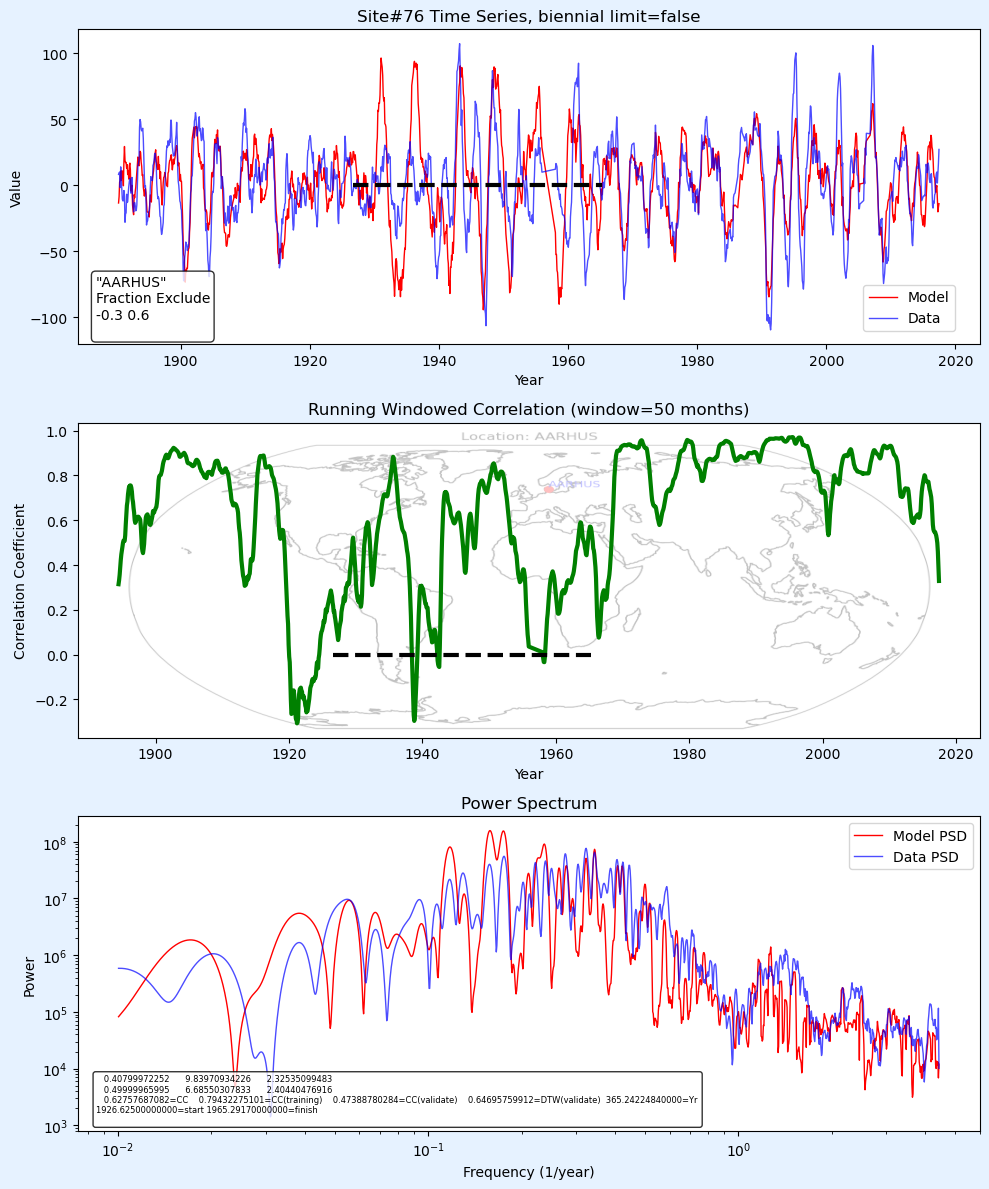 Site#76 Time Series, biennial limit=false
Value
100
50
0
−50
−100
"AARHUS"
Fraction Exclude
-0.3 0.6
Model
Data
1900
1920
1940
1960
1980
2000
2020
Year
Running Windowed Correlation (window=50 months)
Correlation Coefficient
1.0
0.8
0.6
0.4
0.2
0.0
−0.2
Location: AARHUS
AARHUS
1900
1920
1940
1960
1980
2000
2020
Year
Power Spectrum
Power
10^8
10^7
10^6
10^5
10^4
10^3
Model PSD
Data PSD
0.40799972252 9.83970934226 2.32535099483
0.49999965995 6.68550307833 2.40440476916
0.62757687082=CC 0.79432275101=CC(training) 0.47388780284=CC(validate) 0.64695759912=DTW(validate) 365.24224840000=Yr
1926.62500000000=start 1965.29170000000=finish
10^−2
10^−1
10^0
Frequency (1/year)